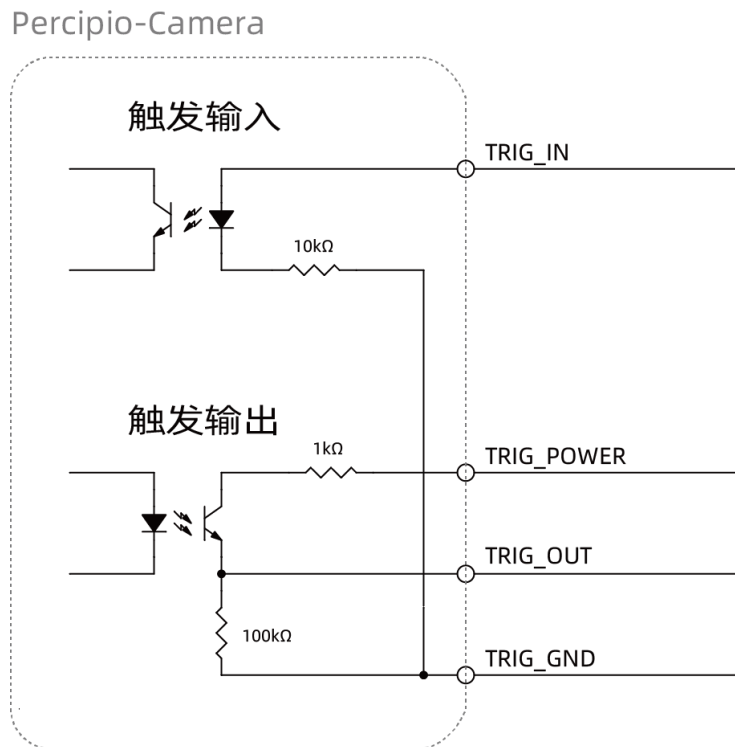 Percipio-Camera
触发输入
TRIG_IN
10kΩ
触发输出
1kΩ
TRIG_POWER
TRIG_OUT
100kΩ
TRIG_GND